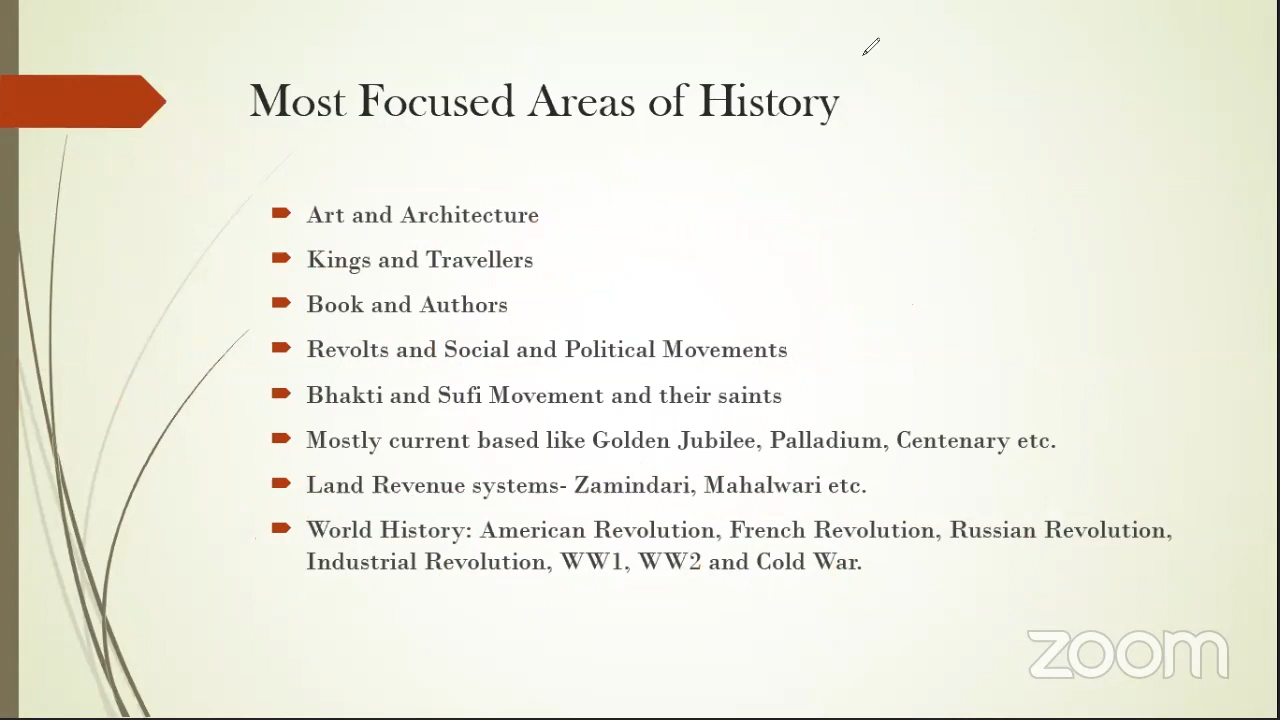 Most Focused Areas of History
Art and Architecture
Kings and Travellers
Book and Authors
Revolts and Social and Political Movements
Bhakti and Sufi Movement and their saints
Mostly current based like Golden Jubilee, Palladium, Centenary etc.
Land Revenue systems- Zamindari, Mahalwari etc.
World History: American Revolution, French Revolution, Russian Revolution,
Industrial Revolution, WW1, WW2 and Cold War.
zoom